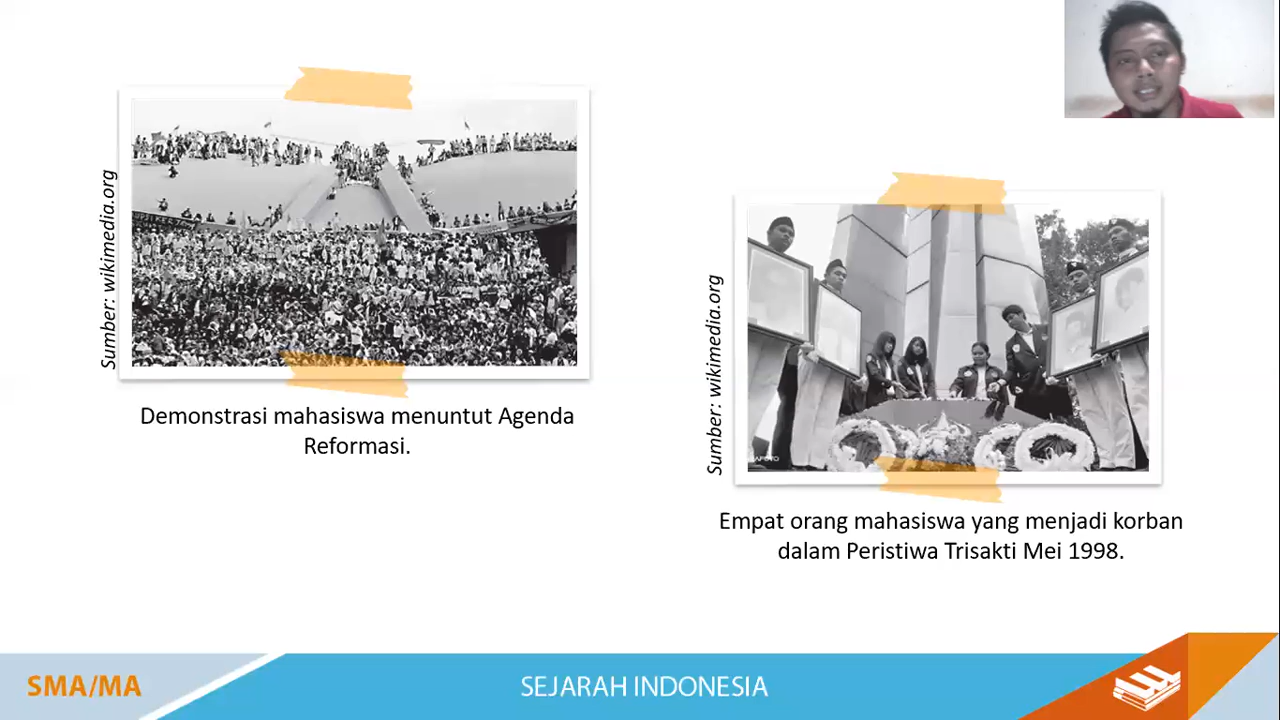 Sumber: wikimedia.org
Demonstrasi mahasiswa menuntut Agenda
Reformasi.
Sumber: wikimedia.org
Empat orang mahasiswa yang menjadi korban
dalam Peristiwa Trisakti Mei 1998.
SMA/MA
SEJARAH INDONESIA